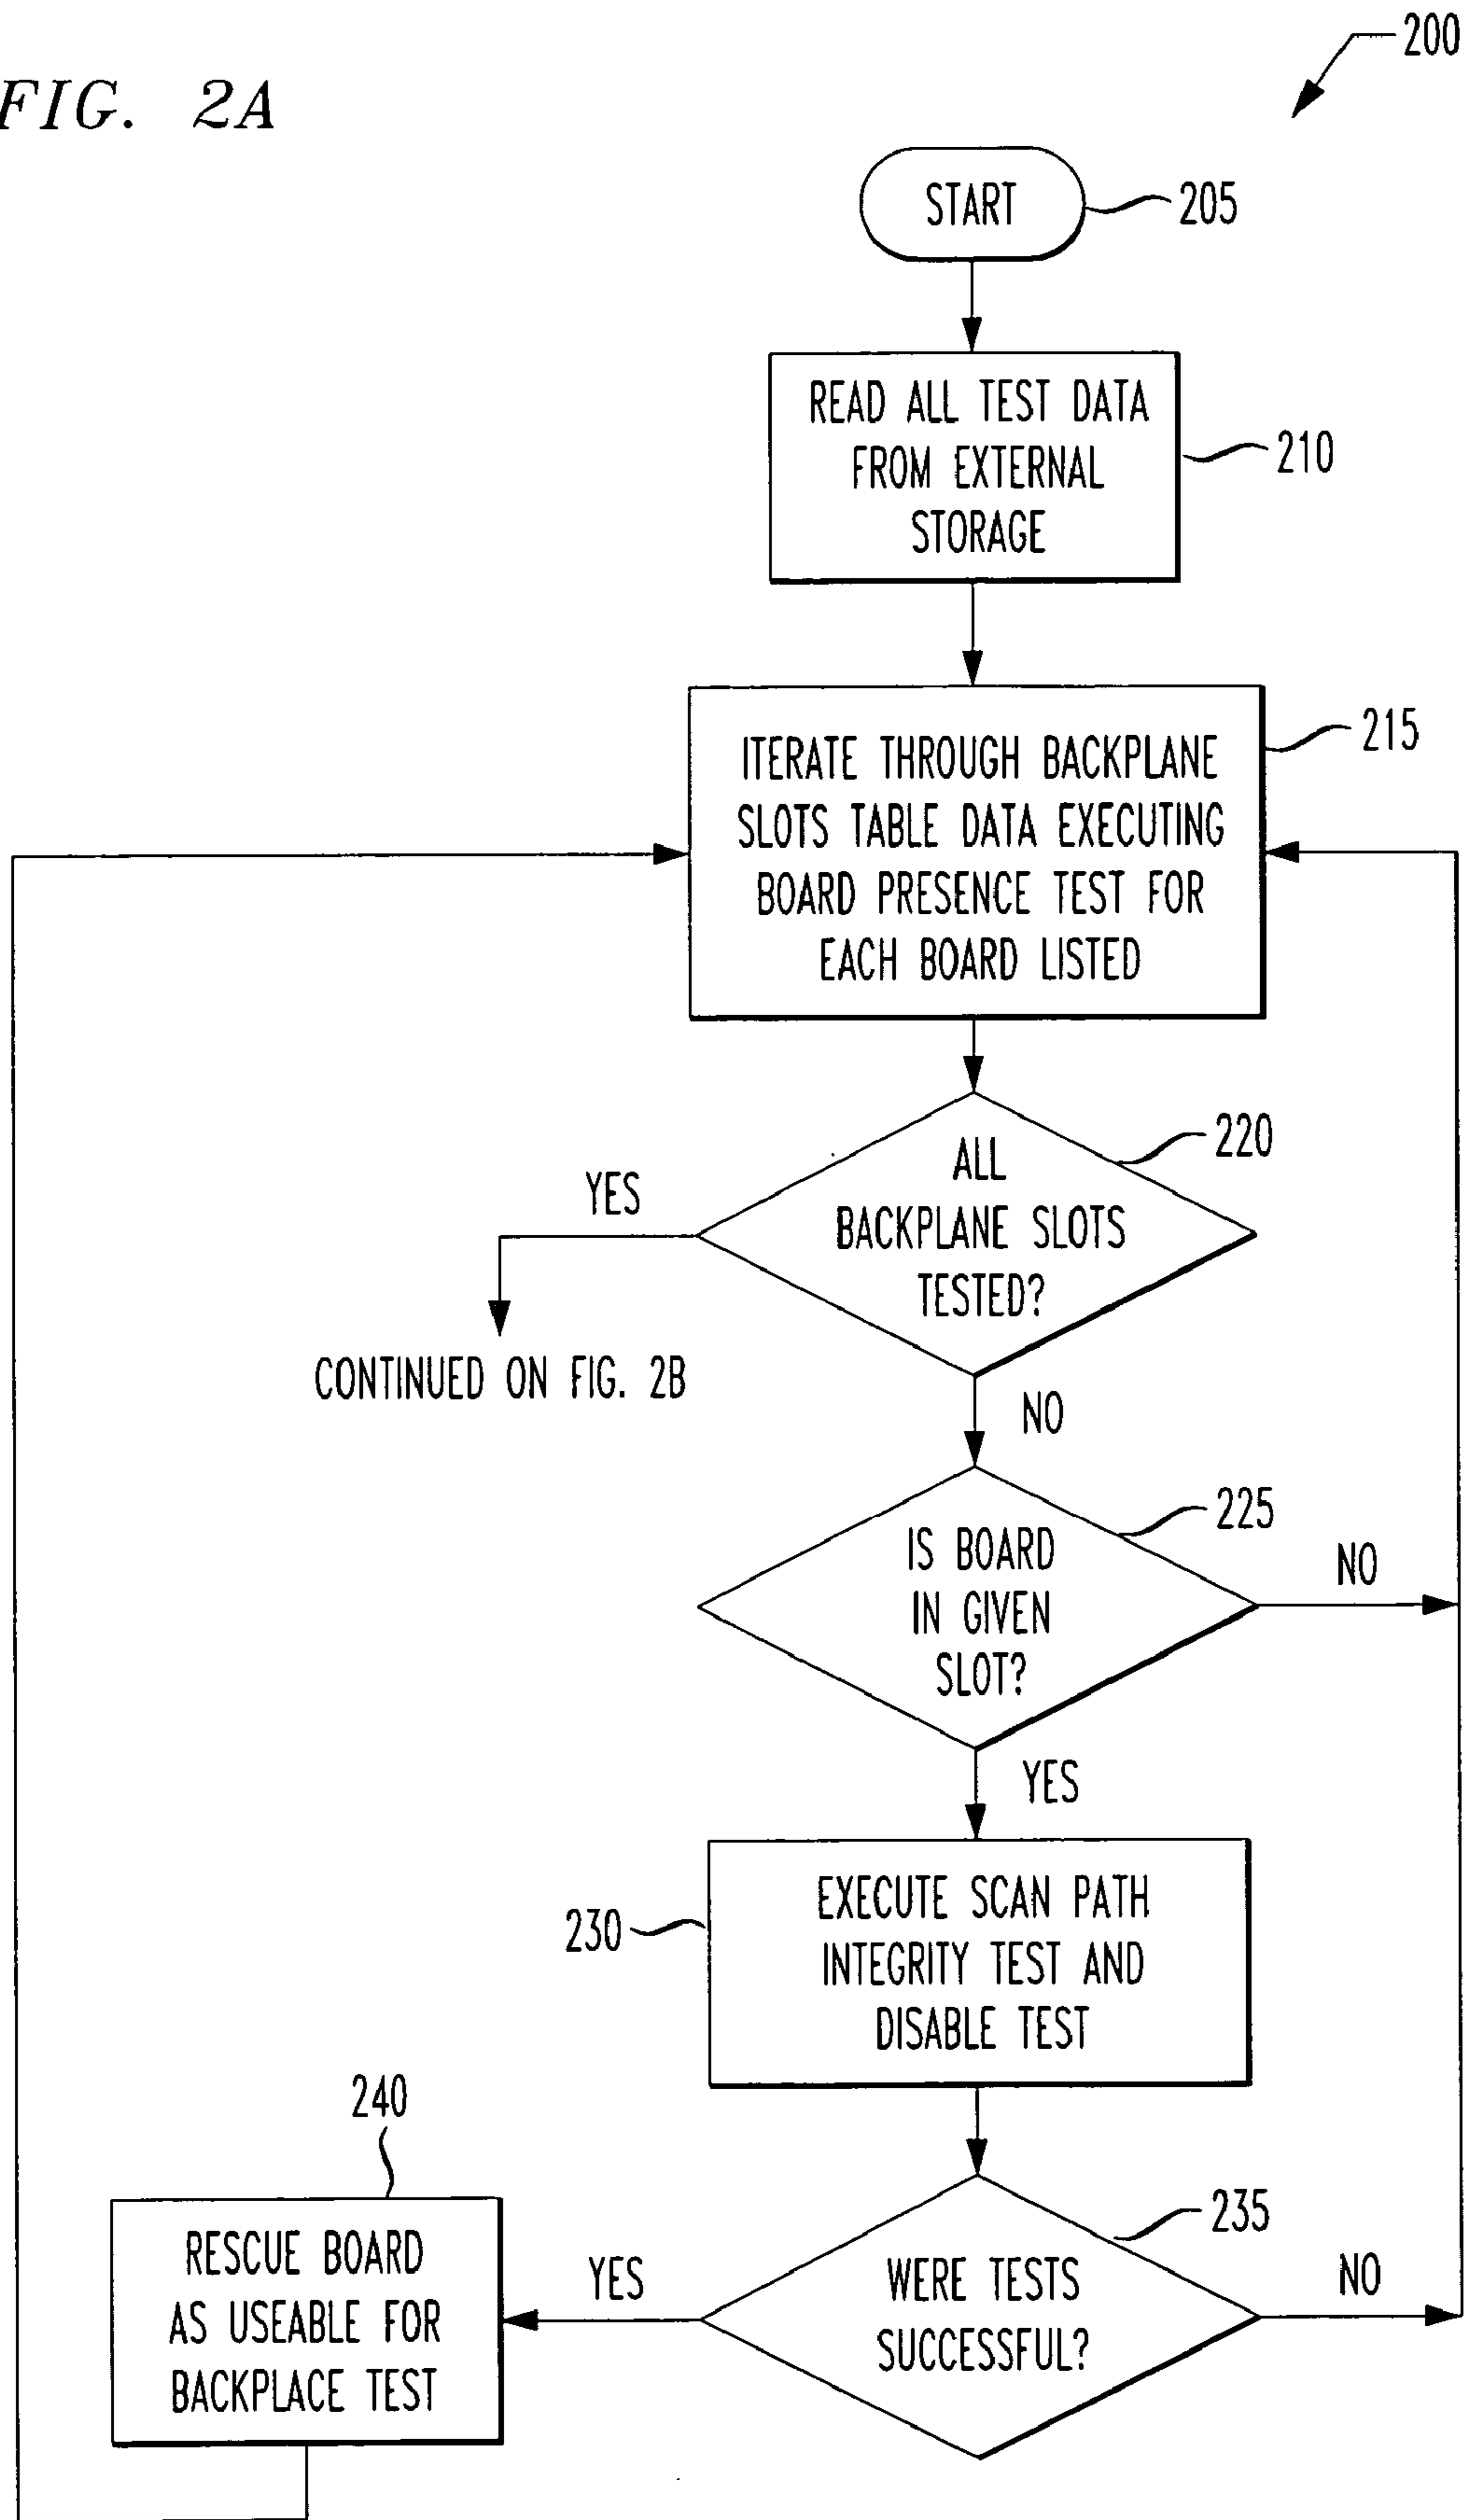 FIG. 2A
200
START
205
READ ALL TEST DATA
FROM EXTERNAL
STORAGE
210
ITERATE THROUGH BACKPLANE
SLOTS TABLE DATA EXECUTING
BOARD PRESENCE TEST FOR
EACH BOARD LISTED
215
ALL
BACKPLANE SLOTS
TESTED?
220
YES
CONTINUED ON FIG. 2B
NO
IS BOARD
IN GIVEN
SLOT?
225
NO
YES
EXECUTE SCAN PATH
INTEGRITY TEST AND
DISABLE TEST
230
WERE TESTS
SUCCESSFUL?
235
NO
YES
240
RESCUE BOARD
AS USEABLE FOR
BACKPLACE TEST